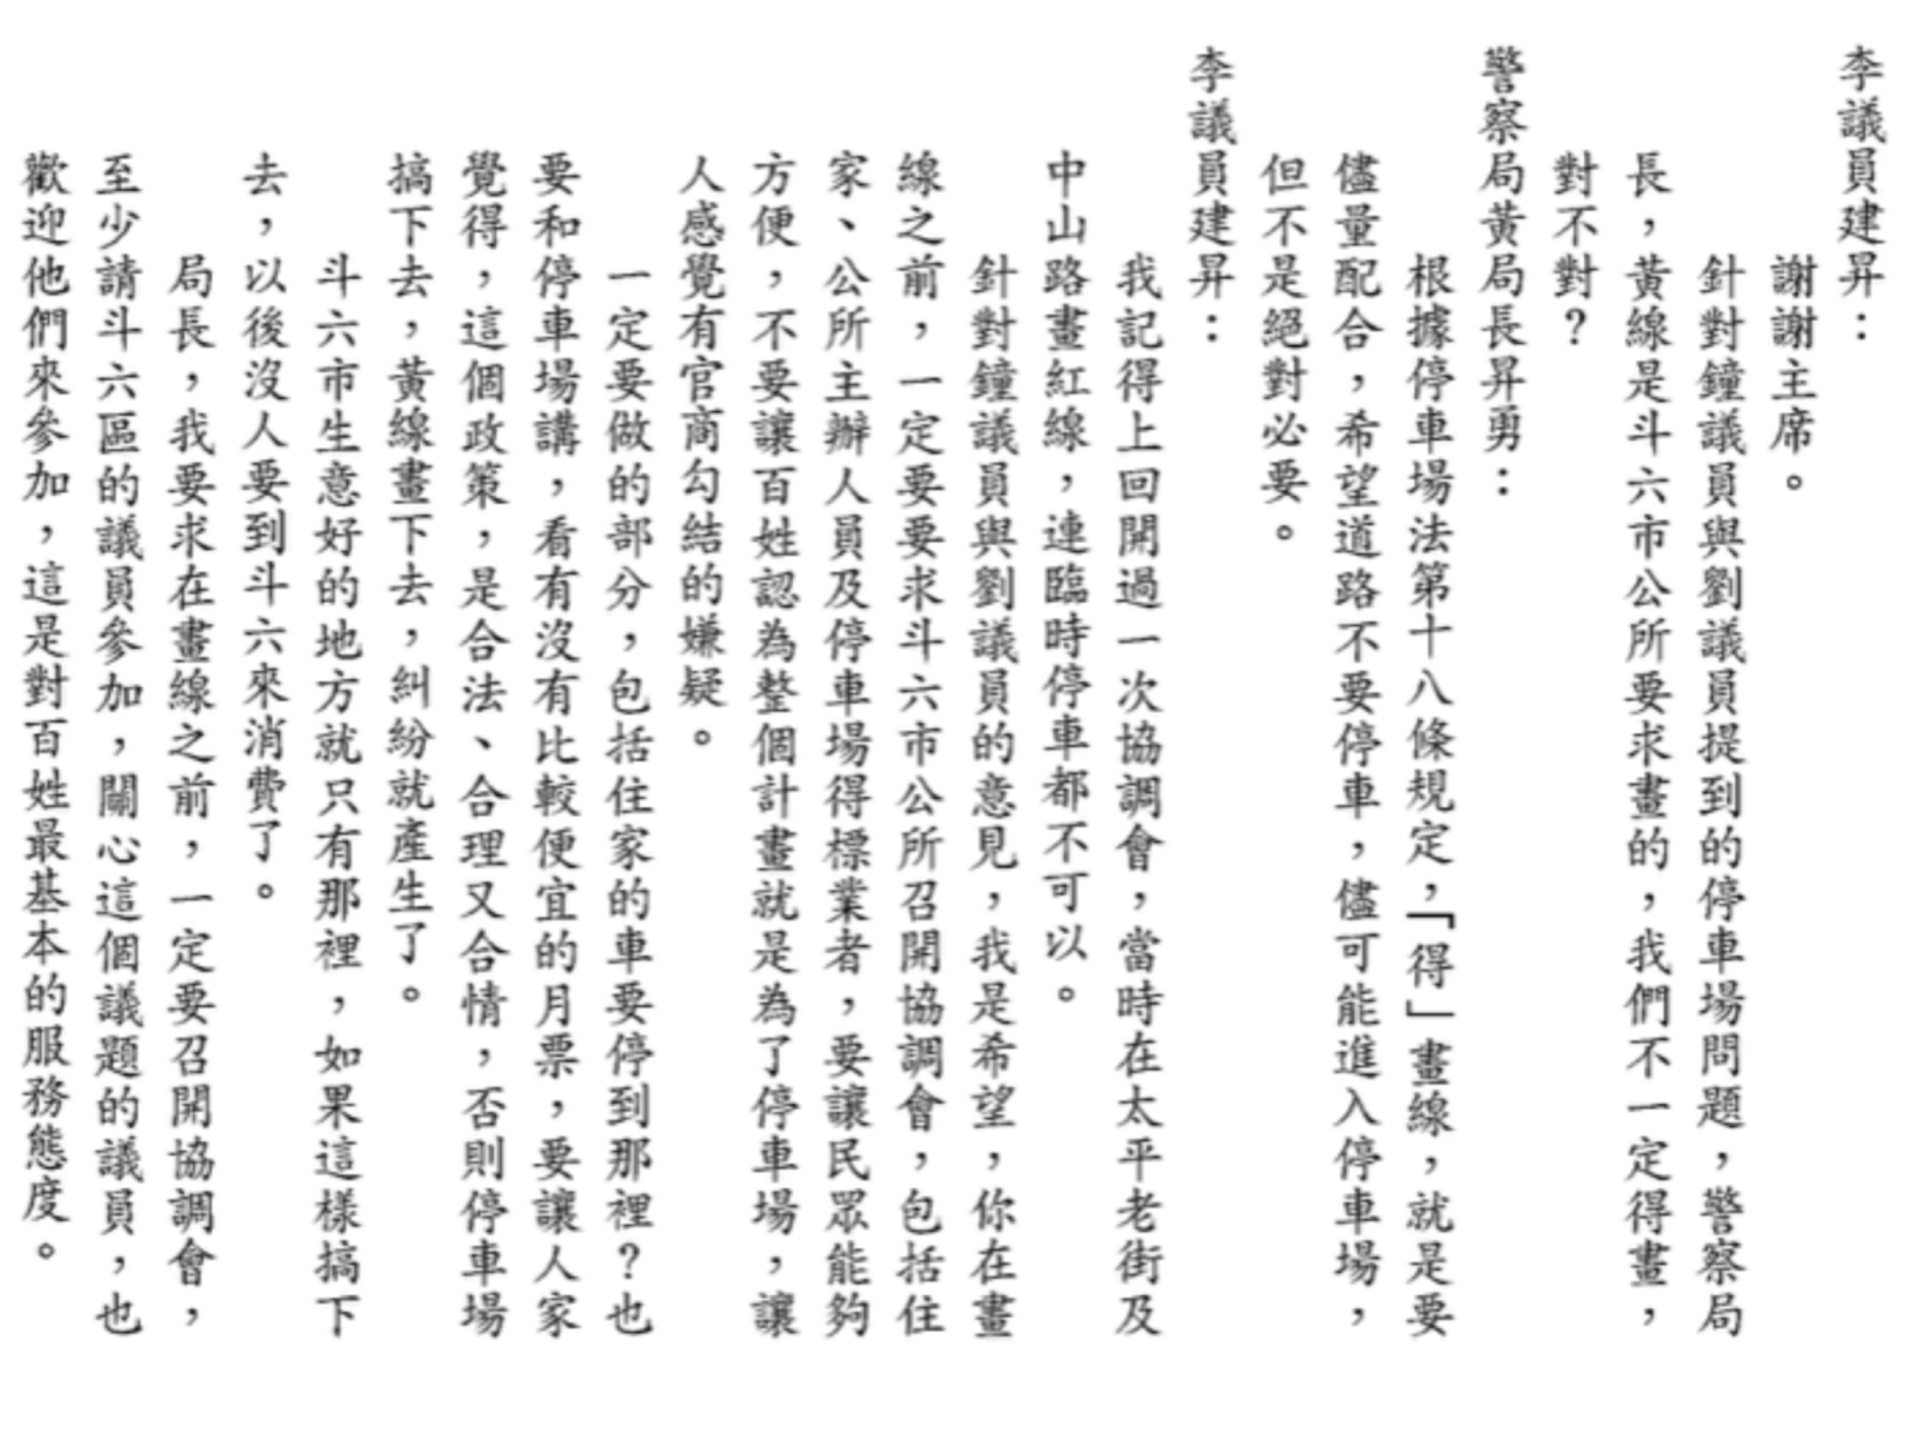 李議員建昇：
謝謝主席。
針對鐘議員與劉議員提到的停車場問題，警察局
長，黃線是斗六市公所要求畫的，我們不一定得畫，
對不對？
警察局黃局長昇勇：
根據停車場法第十八條規定，「得」畫線，就是要
儘量配合，希望道路不要停車，儘可能進入停車場，
但不是絕對必要。
李議員建昇：
我記得上回開過一次協調會，當時在太平老街及
中山路畫紅線，連臨時停車都不可以。
針對鐘議員與劉議員的意見，我是希望，你在畫
線之前，一定要要求斗六市公所召開協調會，包括住
家、公所主辦人員及停車場得標業者，要讓民眾能夠
方便，不要讓百姓認為整個計畫就是為了停車場，讓
人感覺有官商勾結的嫌疑。
一定要做的部分，包括住家的車要停到那裡？也
要和停車場講，看有沒有比較便宜的月票，要讓人家
覺得，這個政策，是合法、合理又合情，否則停車場
搞下去，黃線畫下去，糾紛就產生了。
斗六市生意好的地方就只有那裡，如果這樣搞下
去，以後沒人要到斗六來消費了。
局長，我要求在畫線之前，一定要召開協調會，
至少請斗六區的議員參加，關心這個議題的議員，也
歡迎他們來參加，這是對百姓最基本的服務態度。